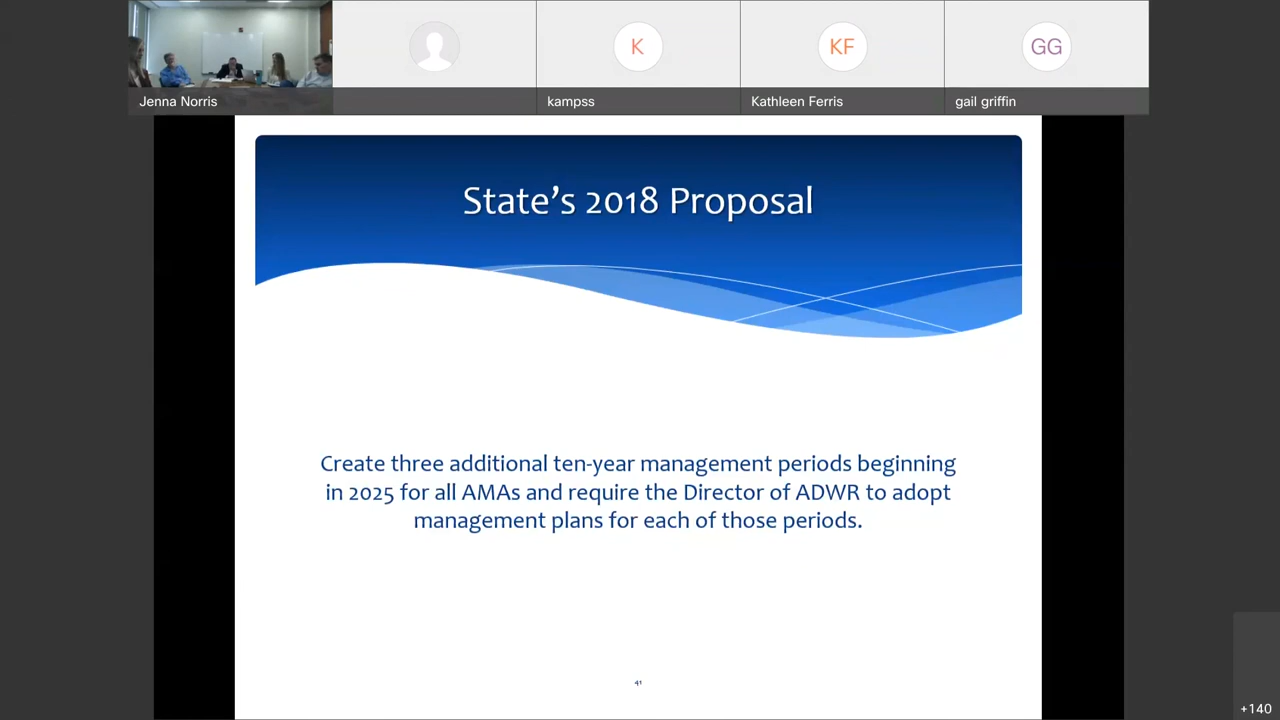 K
KF
GG
Jenna Norris
kampss
Kathleen Ferris
gail griffin
State's 2018 Proposal
Create three additional ten-year management periods beginning
in 2025 for all AMAs and require the Director of ADWR to adopt
management plans for each of those periods.
41
+140